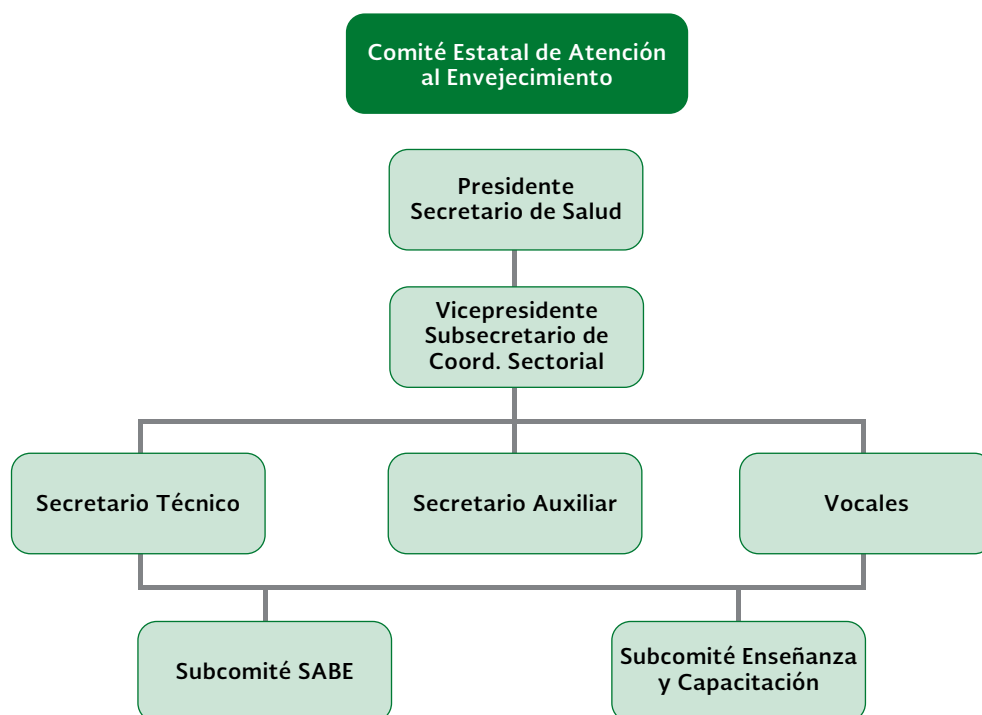 Comité Estatal de Atención
al Envejecimiento
Presidente
Secretario de Salud
Vicepresidente
Subsecretario de
Coord. Sectorial
Secretario Técnico
Secretario Auxiliar
Vocales
Subcomité SABE
Subcomité Enseñanza
y Capacitación